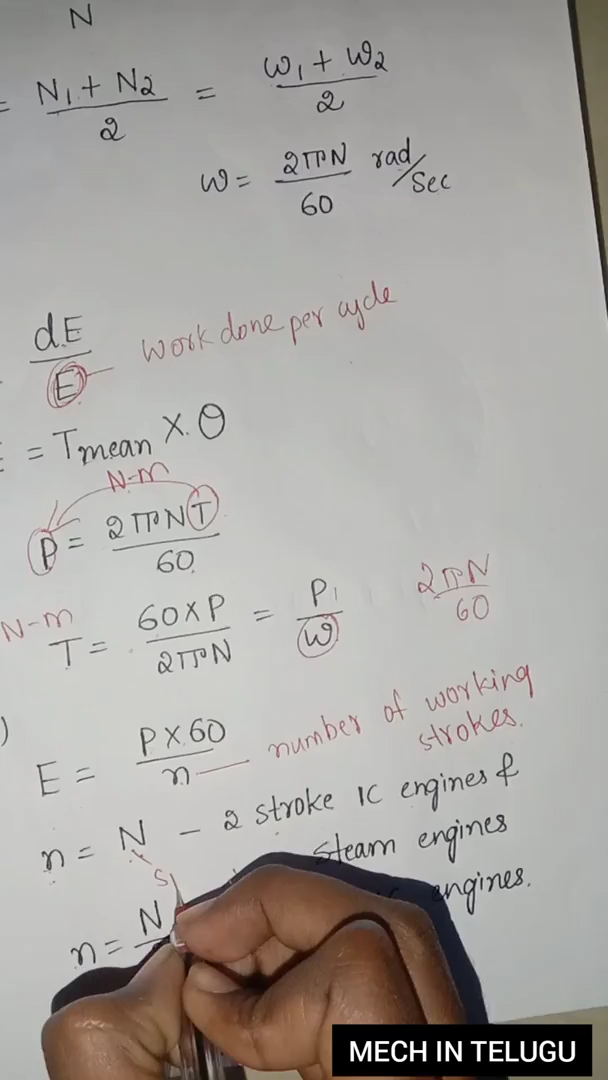 N
= N₁ + N₂ / 2 = ω₁ + ω₂ / 2
ω = 2πN / 60 rad/sec
dE / E - work done per cycle
= Tmean × θ
N-m
P = 2πNT / 60
N-m
T = 60×P / 2πN = P / ω
2πN / 60
) E = P×60 / n — number of working strokes.
n = N - 2 stroke IC engines &
steam engines
n = N
engines.
MECH IN TELUGU